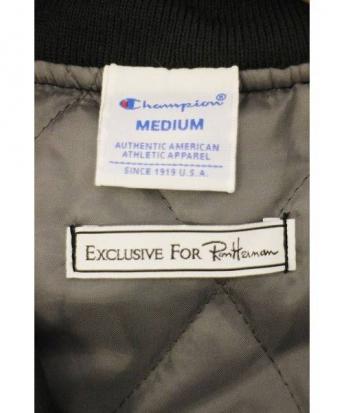 Champion®
MEDIUM
AUTHENTIC AMERICAN
ATHLETIC APPAREL
SINCE 1919 U.S.A.
EXCLUSIVE FOR Ron Herman